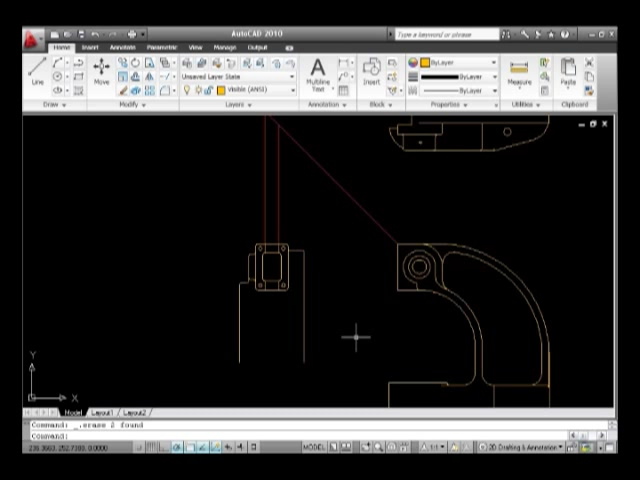 AutoCAD 2010
Type a keyword or phrase
Home Insert Annotate Parametric View Manage Output
Line
Move
Unsaved Layer State
Visible (ANSI)
A
Multiline Text
Insert
ByLayer
ByLayer
ByLayer
Measure
Paste
Draw Modify Layers Annotation Block Properties Utilities Clipboard
Y
X
Model Layout1 Layout2
Command: _.erase 2 found
Command:
MODEL
2D Drafting & Annotation